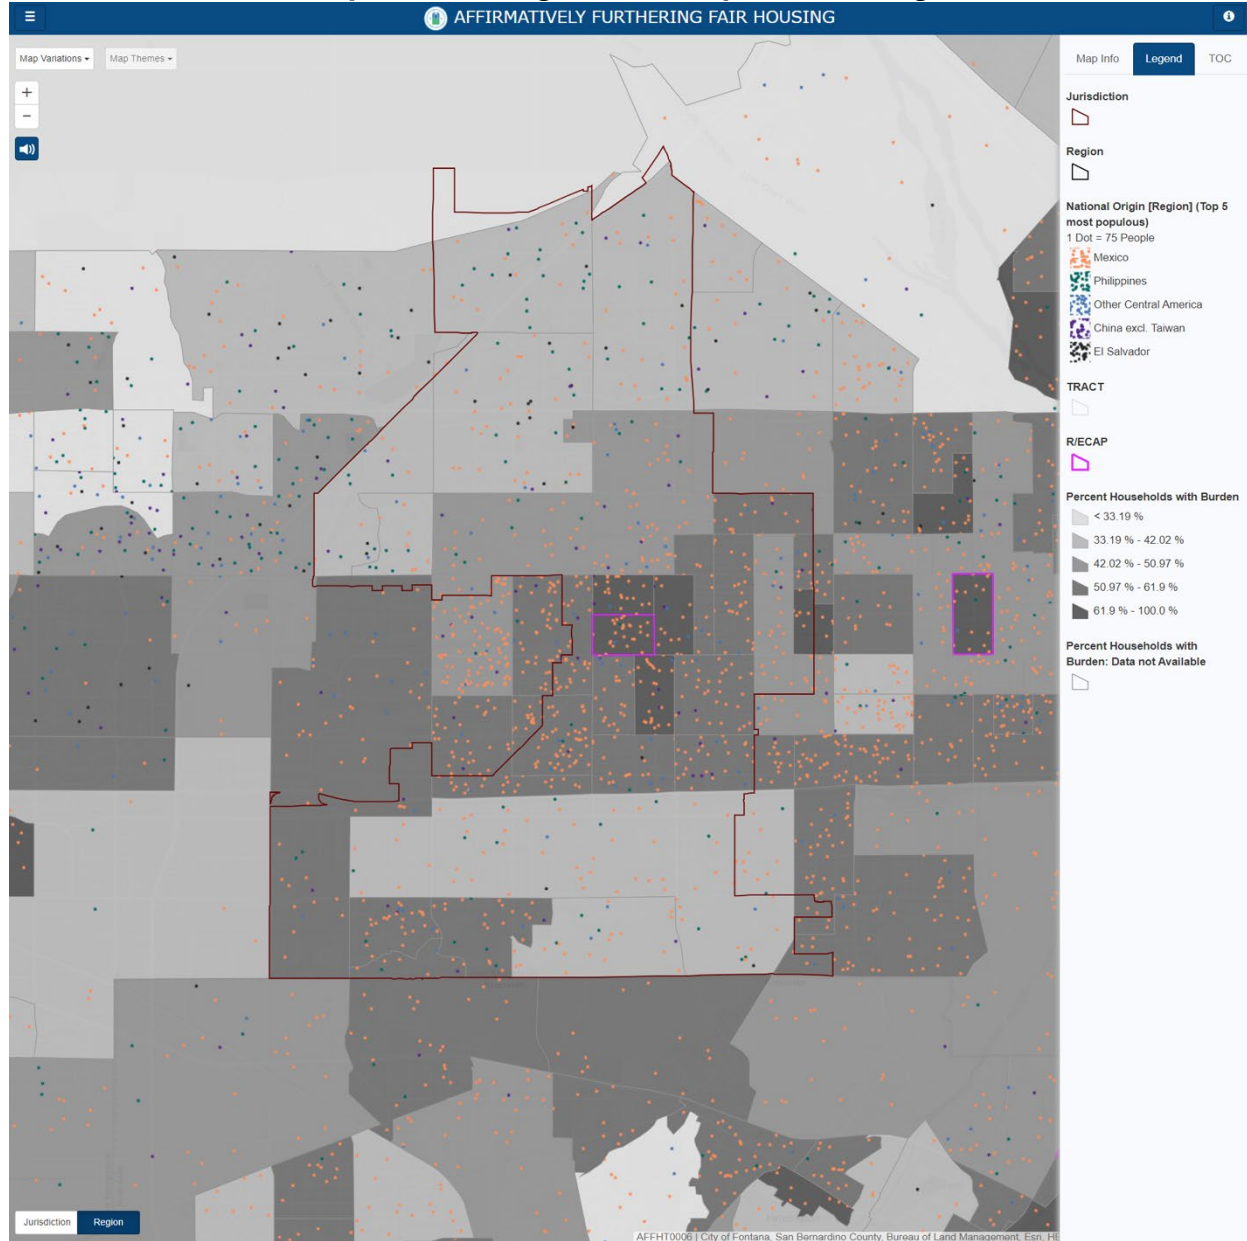 AFFIRMATIVELY FURTHERING FAIR HOUSING
Map Variations
Map Themes
+
−
Map Info
Legend
TOC
Jurisdiction
Region
National Origin [Region] (Top 5
most populous)
1 Dot = 75 People
Mexico
Philippines
Other Central America
China excl. Taiwan
El Salvador
TRACT
R/ECAP
Percent Households with Burden
< 33.19 %
33.19 % - 42.02 %
42.02 % - 50.97 %
50.97 % - 61.9 %
61.9 % - 100.0 %
Percent Households with
Burden: Data not Available
Jurisdiction
Region
AFFHT0006 | City of Fontana, San Bernardino County, Bureau of Land Management, Esri, HE